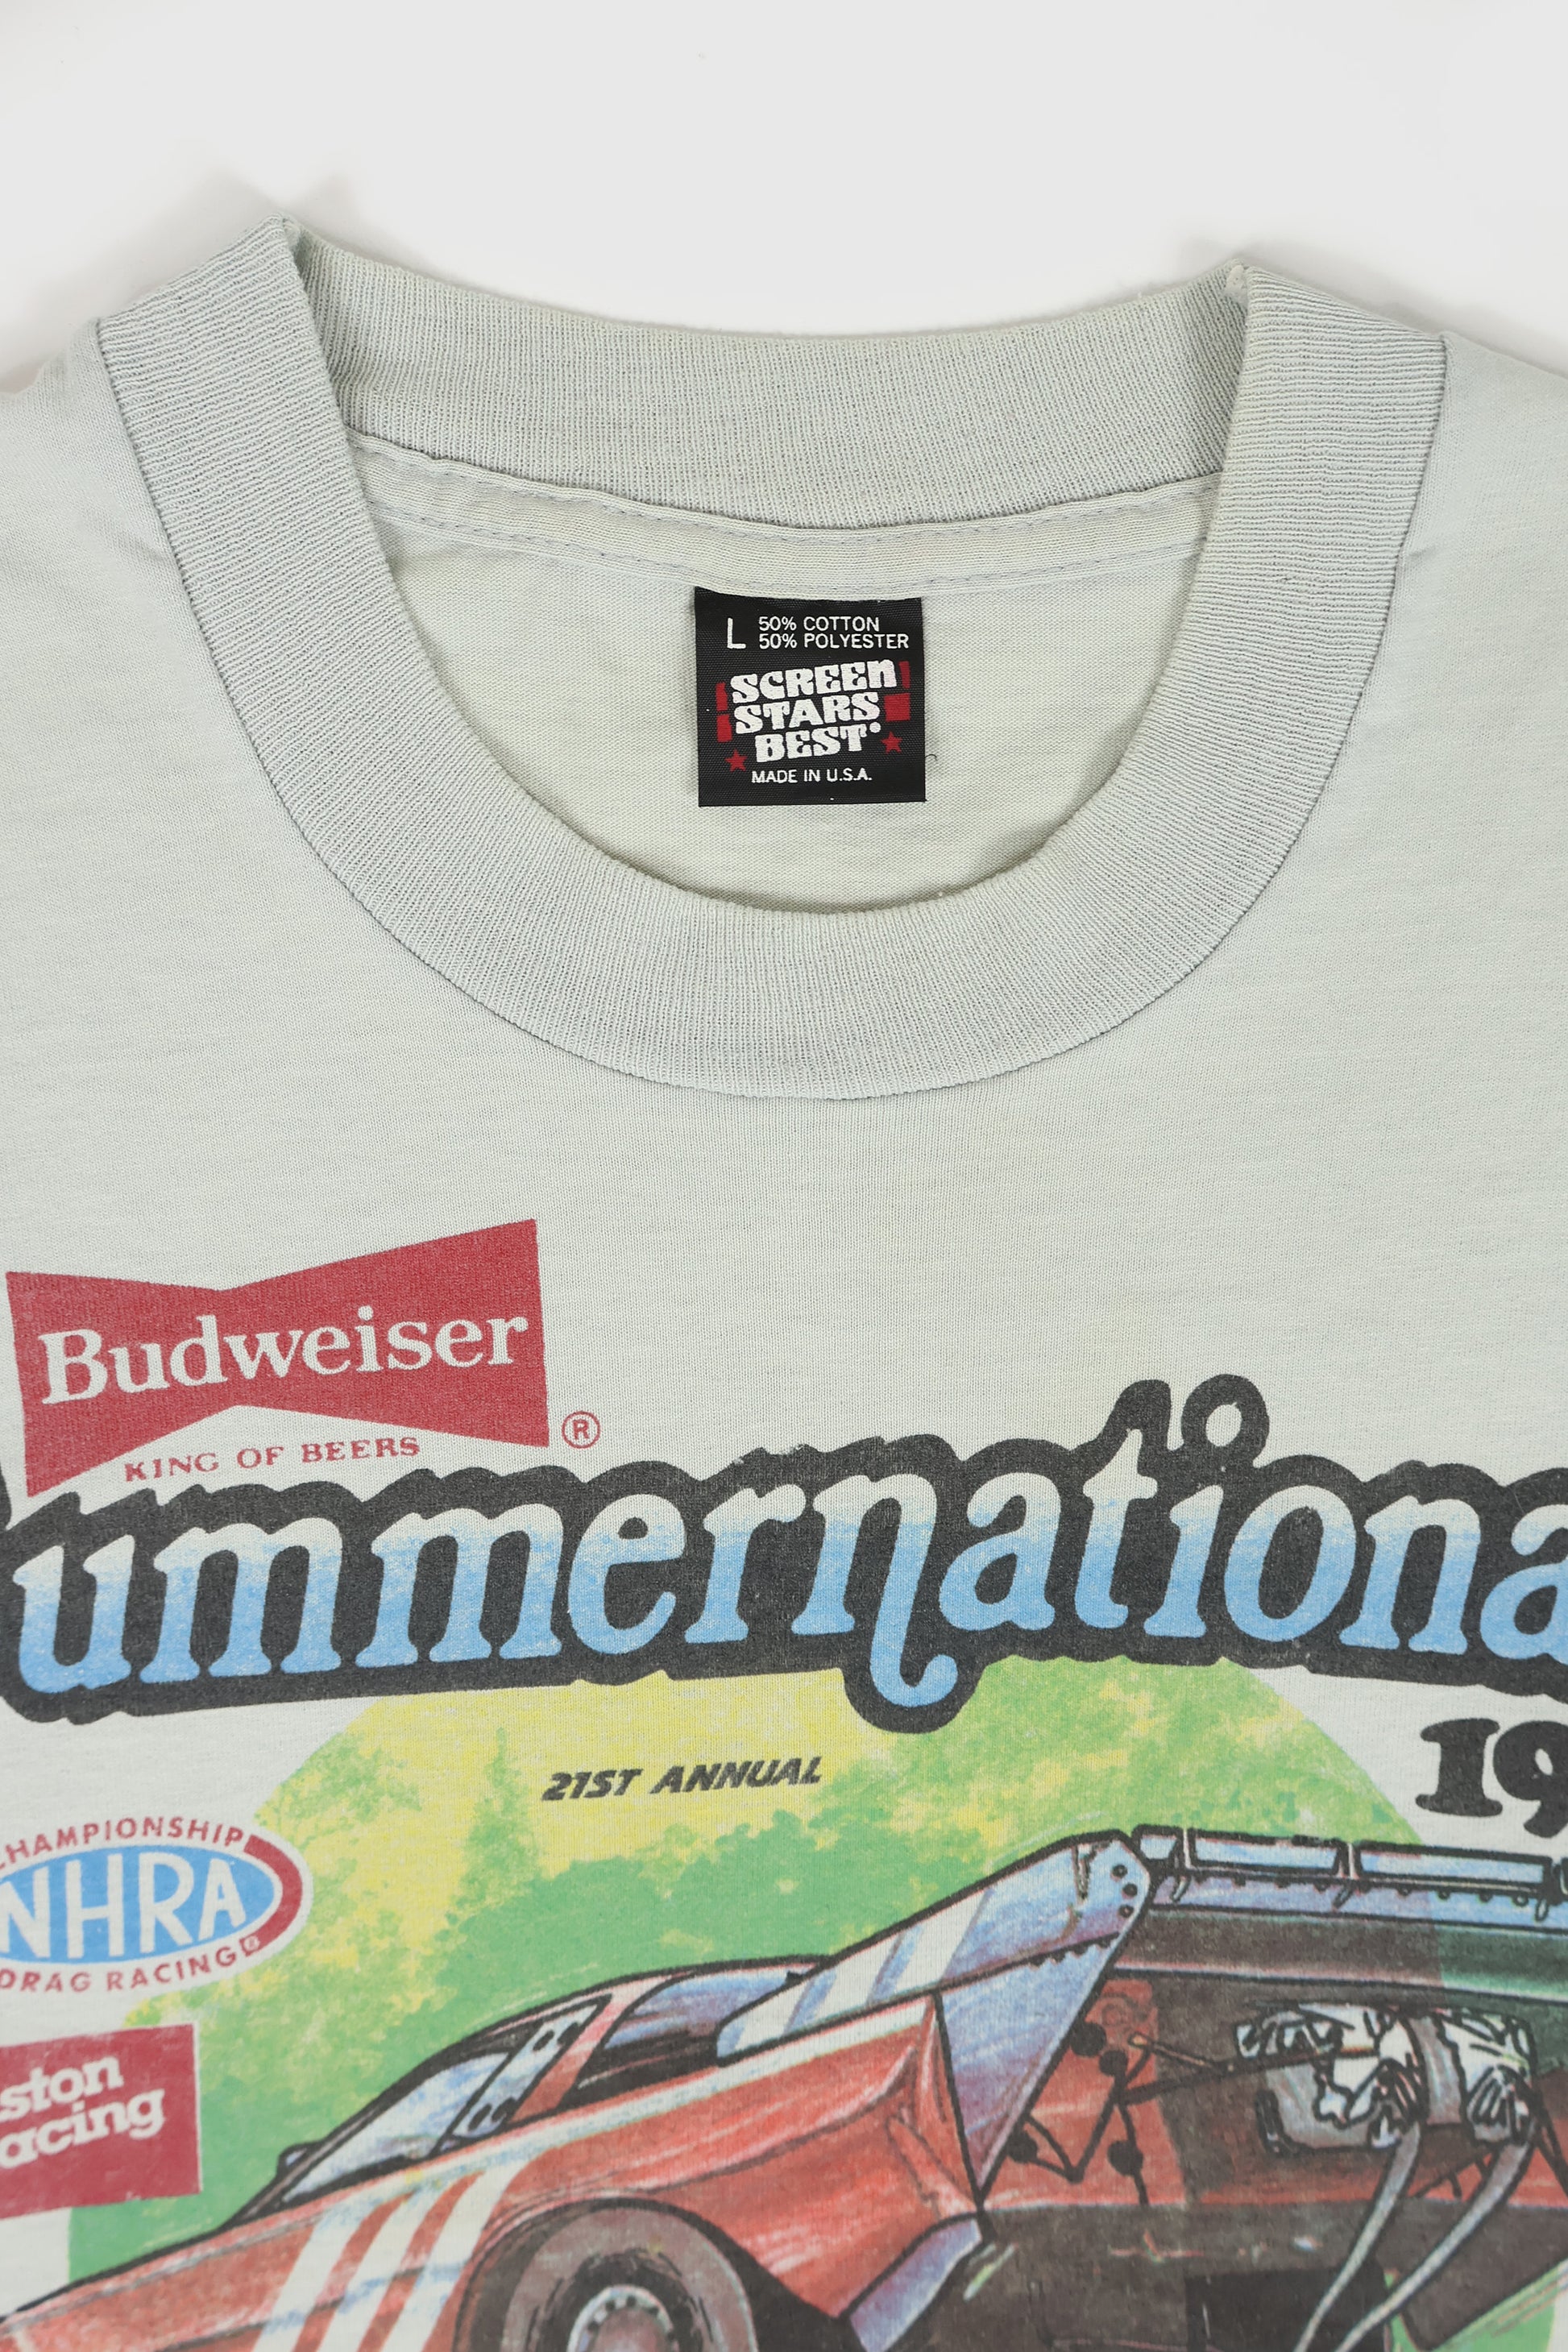 L 50% COTTON
50% POLYESTER
SCREEN
STARS
BEST
MADE IN U.S.A.
Budweiser
®
KING OF BEERS
ummernationa
19
21ST ANNUAL
CHAMPIONSHIP
NHRA
DRAG RACING
ston
acing